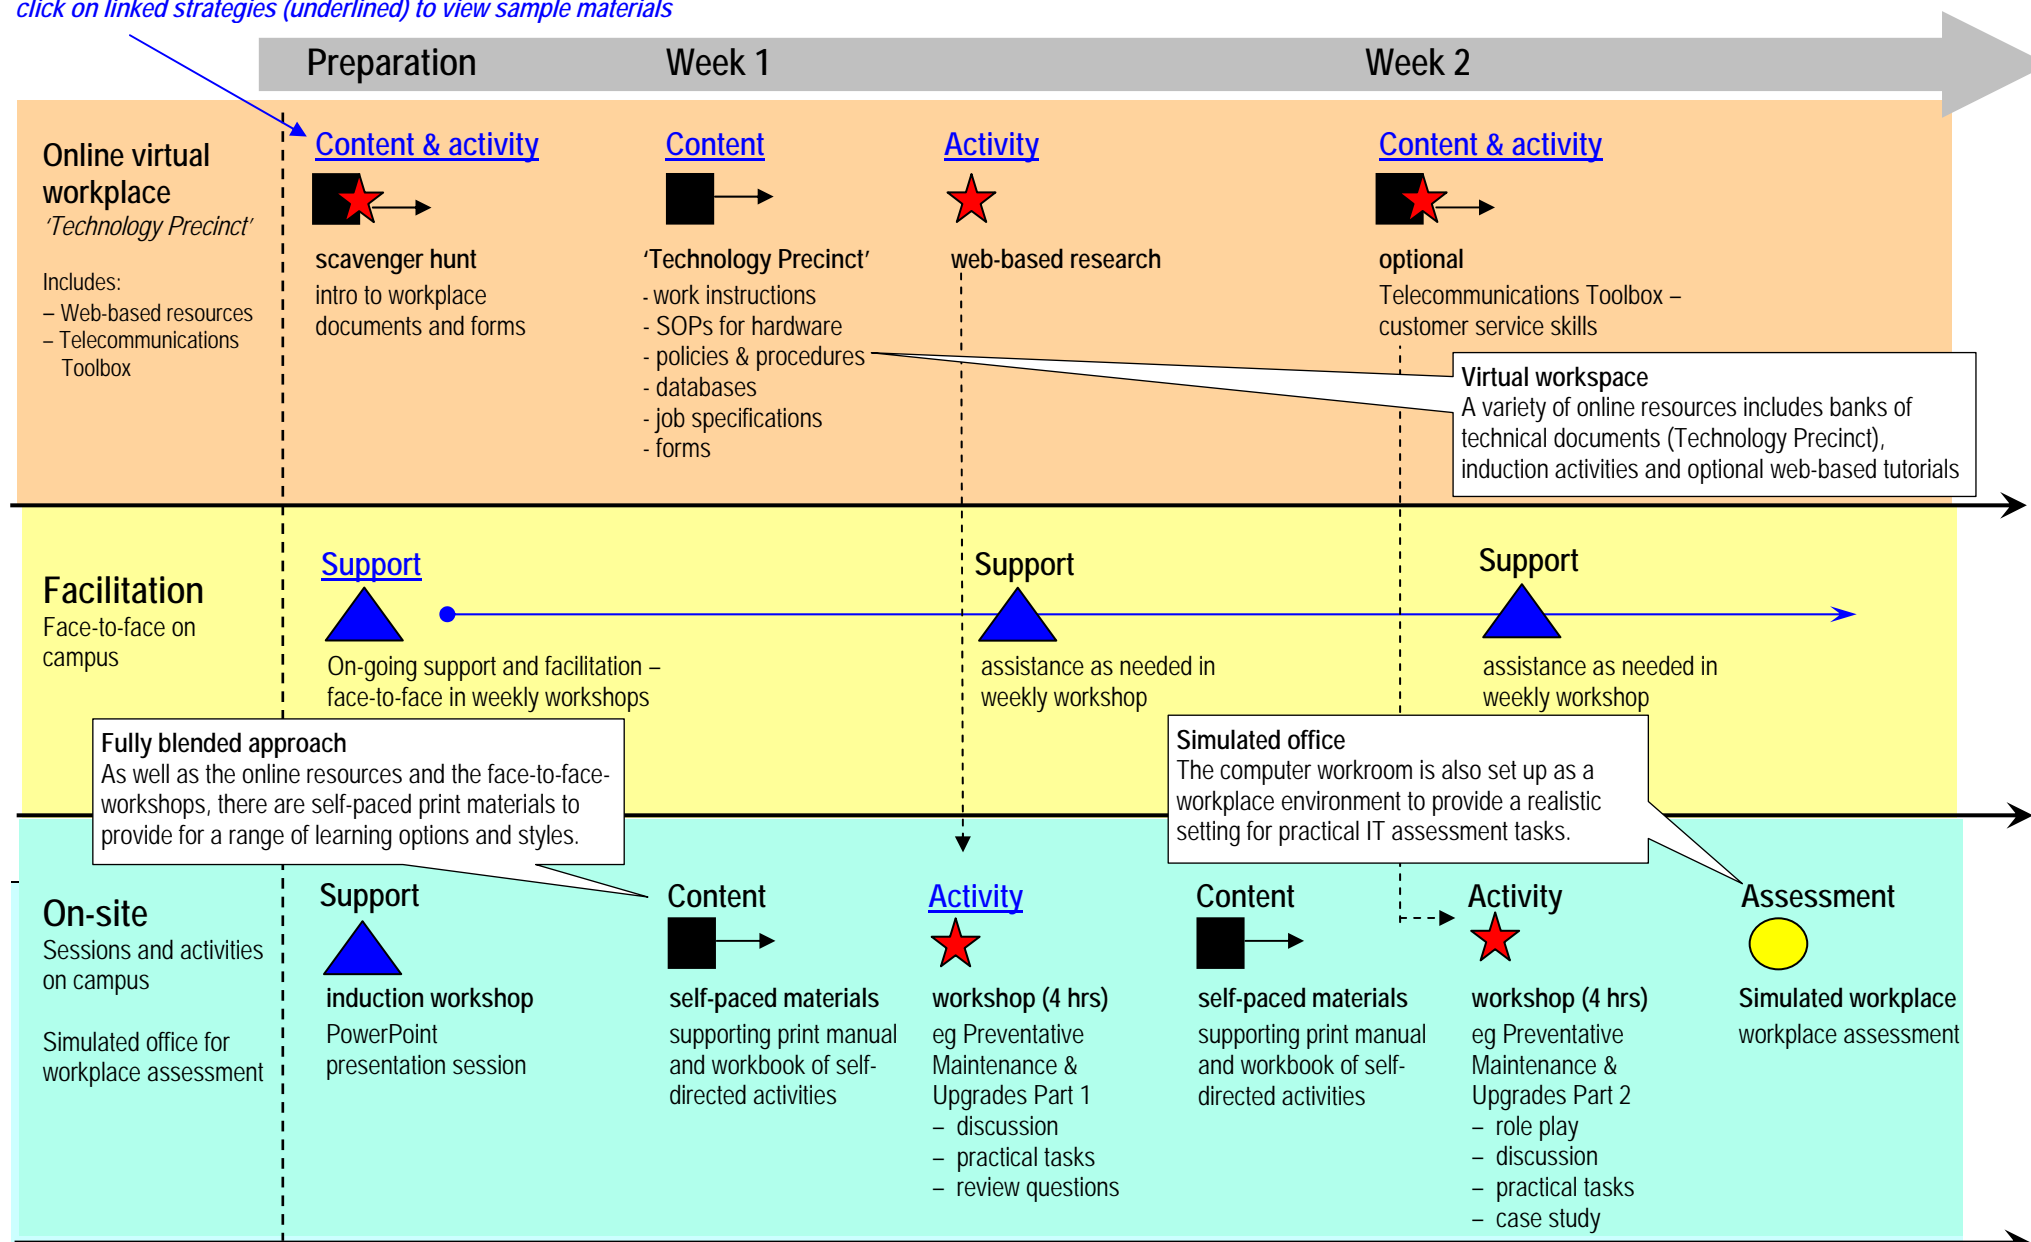 click on linked strategies (underlined) to view sample materials
Preparation
Week 1
Week 2
Online virtual
workplace
'Technology Precinct'
Includes:
– Web-based resources
– Telecommunications
Toolbox
Content & activity
scavenger hunt
intro to workplace
documents and forms
Content
'Technology Precinct'
- work instructions
- SOPs for hardware
- policies & procedures
- databases
- job specifications
- forms
Activity
web-based research
Content & activity
optional
Telecommunications Toolbox –
customer service skills
Virtual workspace
A variety of online resources includes banks of
technical documents (Technology Precinct),
induction activities and optional web-based tutorials
Facilitation
Face-to-face on
campus
Support
On-going support and facilitation –
face-to-face in weekly workshops
Support
assistance as needed in
weekly workshop
Support
assistance as needed in
weekly workshop
Fully blended approach
As well as the online resources and the face-to-face-
workshops, there are self-paced print materials to
provide for a range of learning options and styles.
Simulated office
The computer workroom is also set up as a
workplace environment to provide a realistic
setting for practical IT assessment tasks.
On-site
Sessions and activities
on campus
Simulated office for
workplace assessment
Support
induction workshop
PowerPoint
presentation session
Content
self-paced materials
supporting print manual
and workbook of self-
directed activities
Activity
workshop (4 hrs)
eg Preventative
Maintenance &
Upgrades Part 1
– discussion
– practical tasks
– review questions
Content
self-paced materials
supporting print manual
and workbook of self-
directed activities
Activity
workshop (4 hrs)
eg Preventative
Maintenance &
Upgrades Part 2
– role play
– discussion
– practical tasks
– case study
Assessment
Simulated workplace
workplace assessment